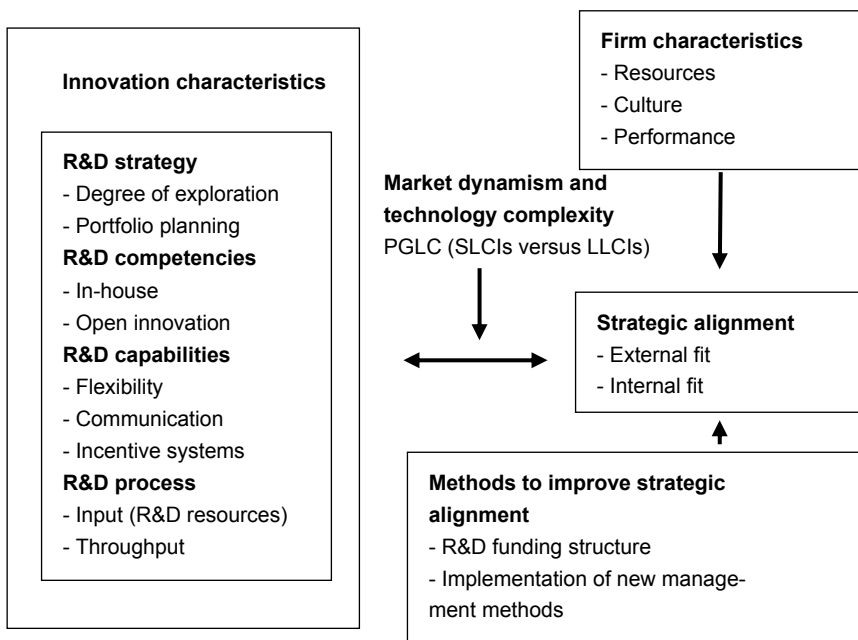 Innovation characteristics
R&D strategy
- Degree of exploration
- Portfolio planning
R&D competencies
- In-house
- Open innovation
R&D capabilities
- Flexibility
- Communication
- Incentive systems
R&D process
- Input (R&D resources)
- Throughput
Market dynamism and
technology complexity
PGLC (SLCIs versus LLCIs)
Firm characteristics
- Resources
- Culture
- Performance
Strategic alignment
- External fit
- Internal fit
Methods to improve strategic
alignment
- R&D funding structure
- Implementation of new manage-
ment methods